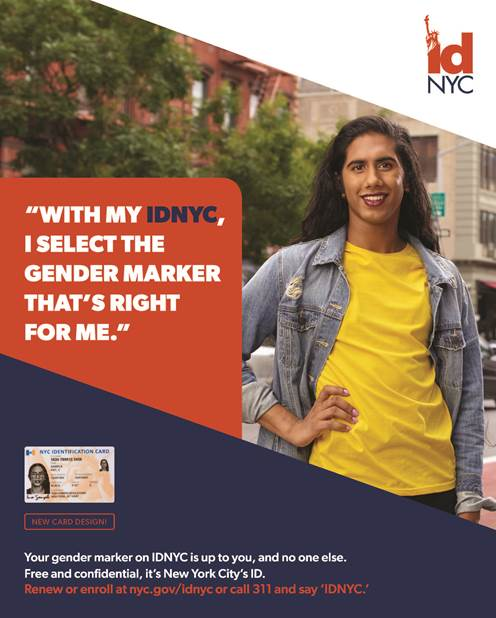 id
NYC
“WITH MY IDNYC,
I SELECT THE
GENDER MARKER
THAT’S RIGHT
FOR ME.”
NYC IDENTIFICATION CARD
NEW CARD DESIGN!
Your gender marker on IDNYC is up to you, and no one else.
Free and confidential, it’s New York City’s ID.
Renew or enroll at nyc.gov/idnyc or call 311 and say ‘IDNYC.’